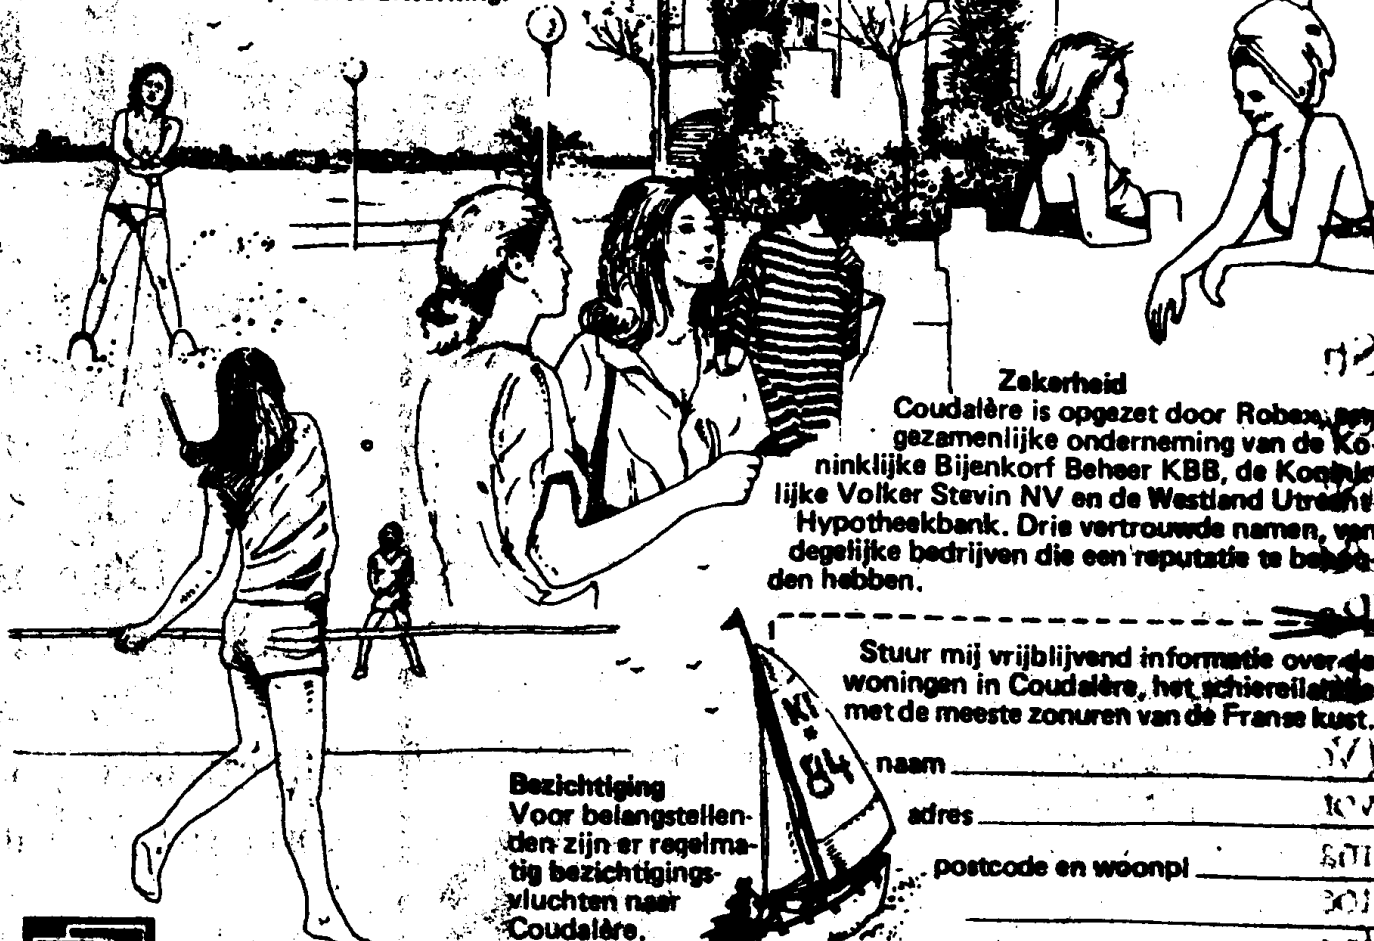 Zekerheid
Coudalère is opgezet door Robex, een
gezamenlijke onderneming van de Ko-
ninklijke Bijenkorf Beheer KBB, de Konink-
lijke Volker Stevin NV en de Westland Utrecht
Hypotheekbank. Drie vertrouwde namen, van
degelijke bedrijven die een reputatie te behou-
den hebben.
Stuur mij vrijblijvend informatie over de
woningen in Coudalère, het schiereiland
met de meeste zonuren van de Franse kust.
KI
84
naam
adres
postcode en woonpl
Bezichtiging
Voor belangstellen-
den zijn er regelma-
tig bezichtigings-
vluchten naar
Coudalère.